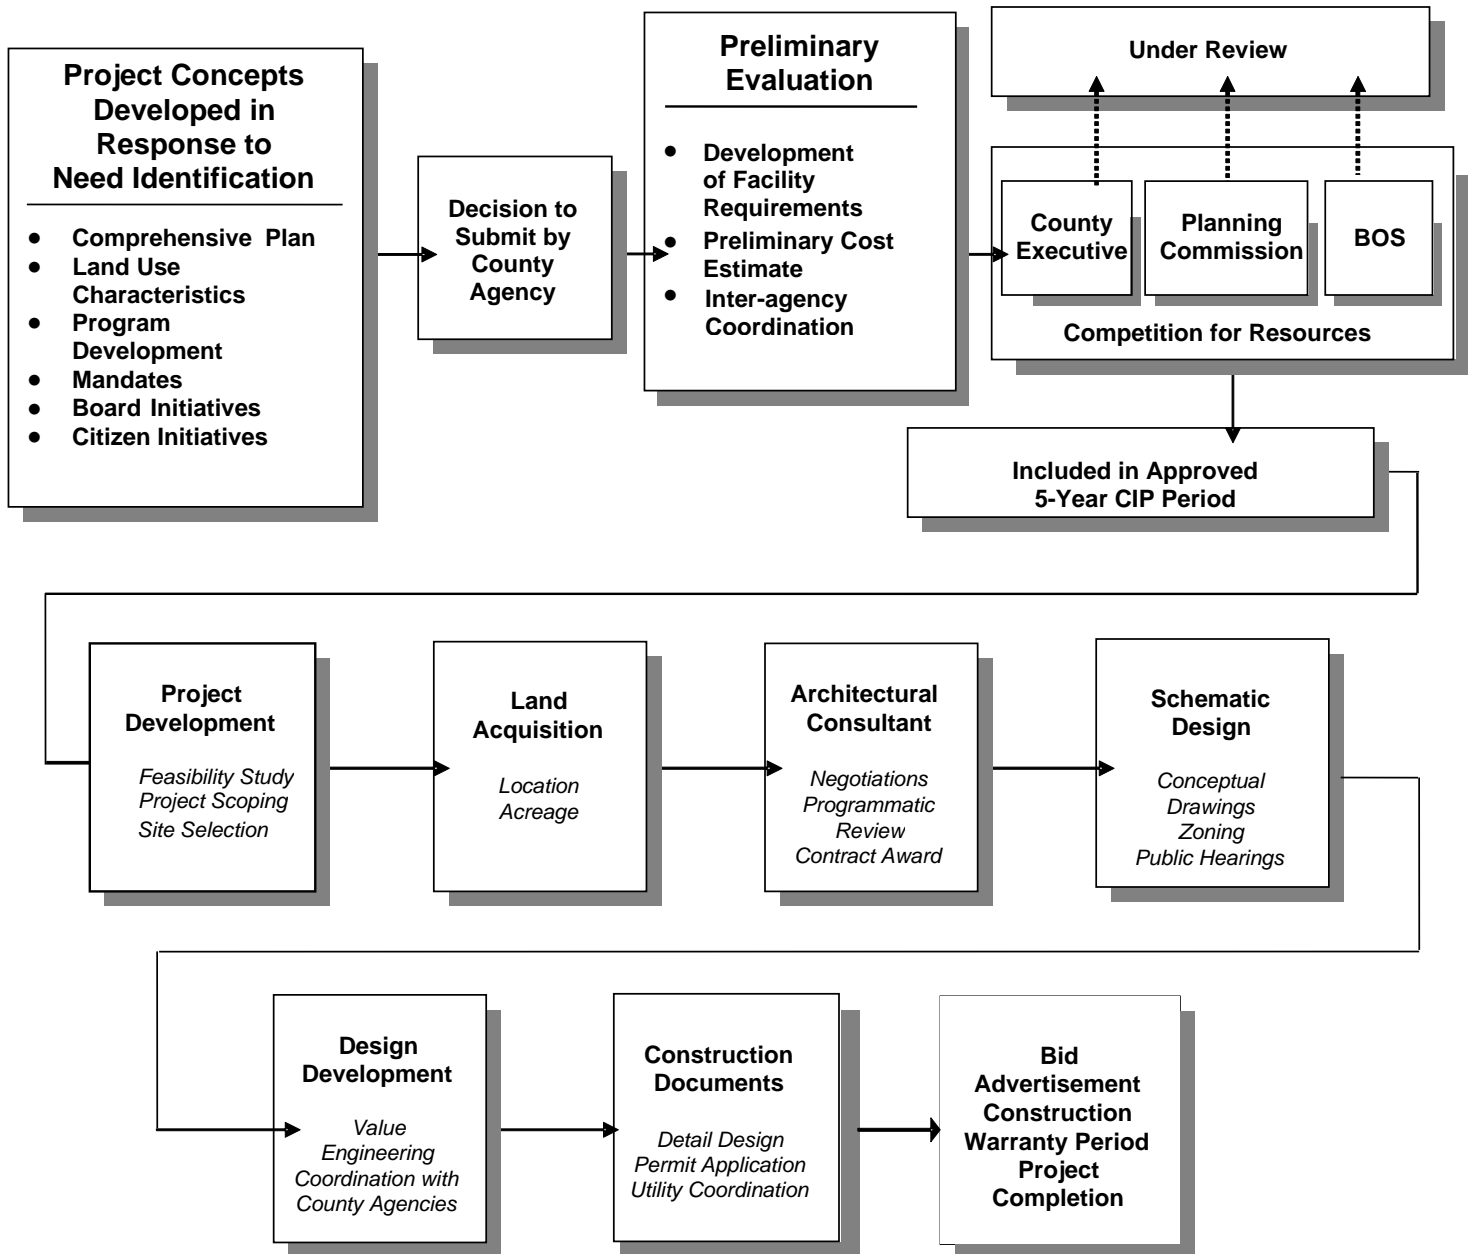 Project Concepts
Developed in
Response to
Need Identification
● Comprehensive Plan
● Land Use
Characteristics
● Program
Development
● Mandates
● Board Initiatives
● Citizen Initiatives
Decision to
Submit by
County
Agency
Preliminary
Evaluation
● Development
of Facility
Requirements
● Preliminary Cost
Estimate
● Inter-agency
Coordination
Under Review
County
Executive
Planning
Commission
BOS
Competition for Resources
Included in Approved
5-Year CIP Period
Project
Development
Feasibility Study
Project Scoping
Site Selection
Land
Acquisition
Location
Acreage
Architectural
Consultant
Negotiations
Programmatic
Review
Contract Award
Schematic
Design
Conceptual
Drawings
Zoning
Public Hearings
Design
Development
Value
Engineering
Coordination with
County Agencies
Construction
Documents
Detail Design
Permit Application
Utility Coordination
Bid
Advertisement
Construction
Warranty Period
Project
Completion